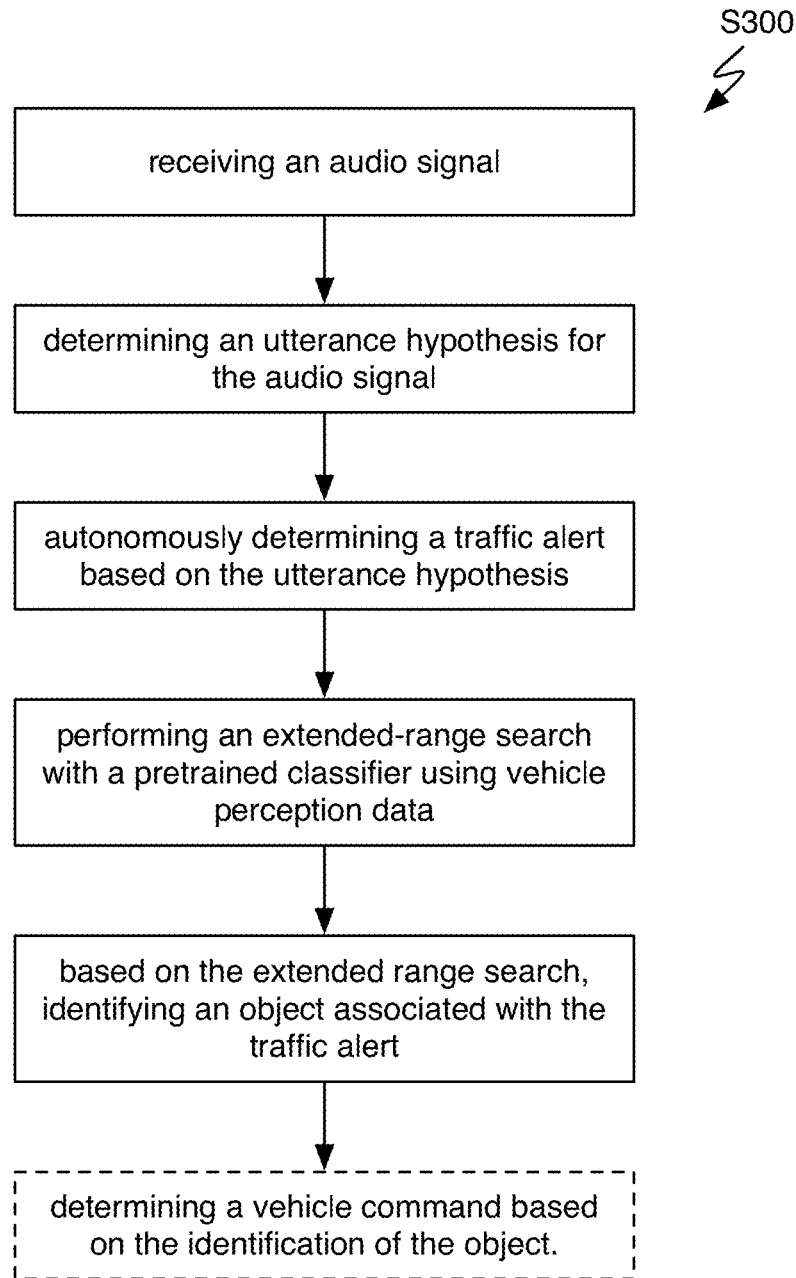 S300
receiving an audio signal
determining an utterance hypothesis for
the audio signal
autonomously determining a traffic alert
based on the utterance hypothesis
performing an extended-range search
with a pretrained classifier using vehicle
perception data
based on the extended range search,
identifying an object associated with the
traffic alert
determining a vehicle command based
on the identification of the object.